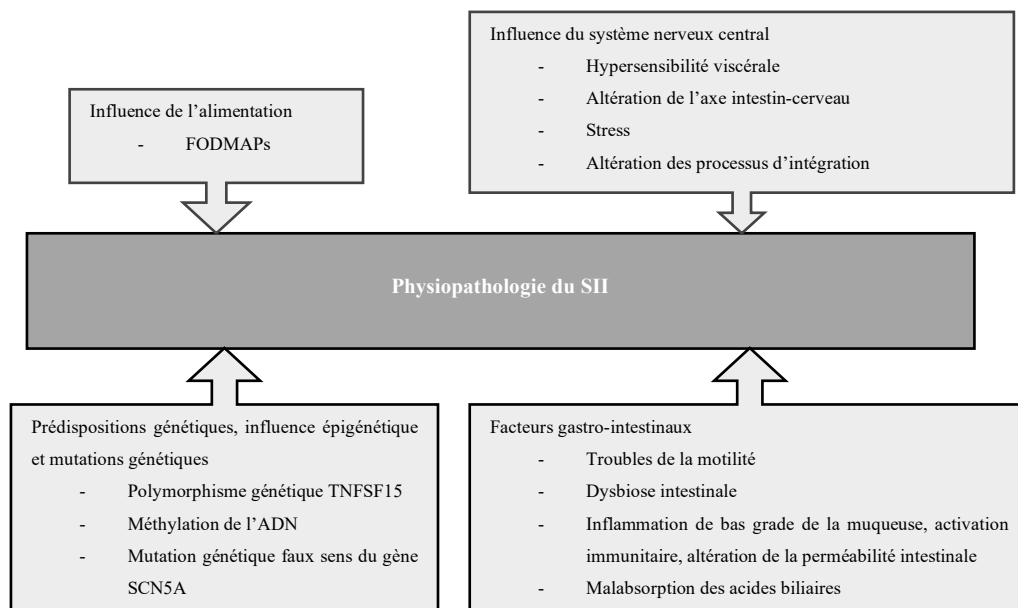 Influence du système nerveux central
- Hypersensibilité viscérale
- Altération de l'axe intestin-cerveau
- Stress
- Altération des processus d'intégration
Influence de l'alimentation
- FODMAPs
Physiopathologie du SII
Prédispositions génétiques, influence épigénétique
et mutations génétiques
- Polymorphisme génétique TNFSF15
- Méthylation de l'ADN
- Mutation génétique faux sens du gène
SCN5A
Facteurs gastro-intestinaux
- Troubles de la motilité
- Dysbiose intestinale
- Inflammation de bas grade de la muqueuse, activation
immunitaire, altération de la perméabilité intestinale
- Malabsorption des acides biliaires